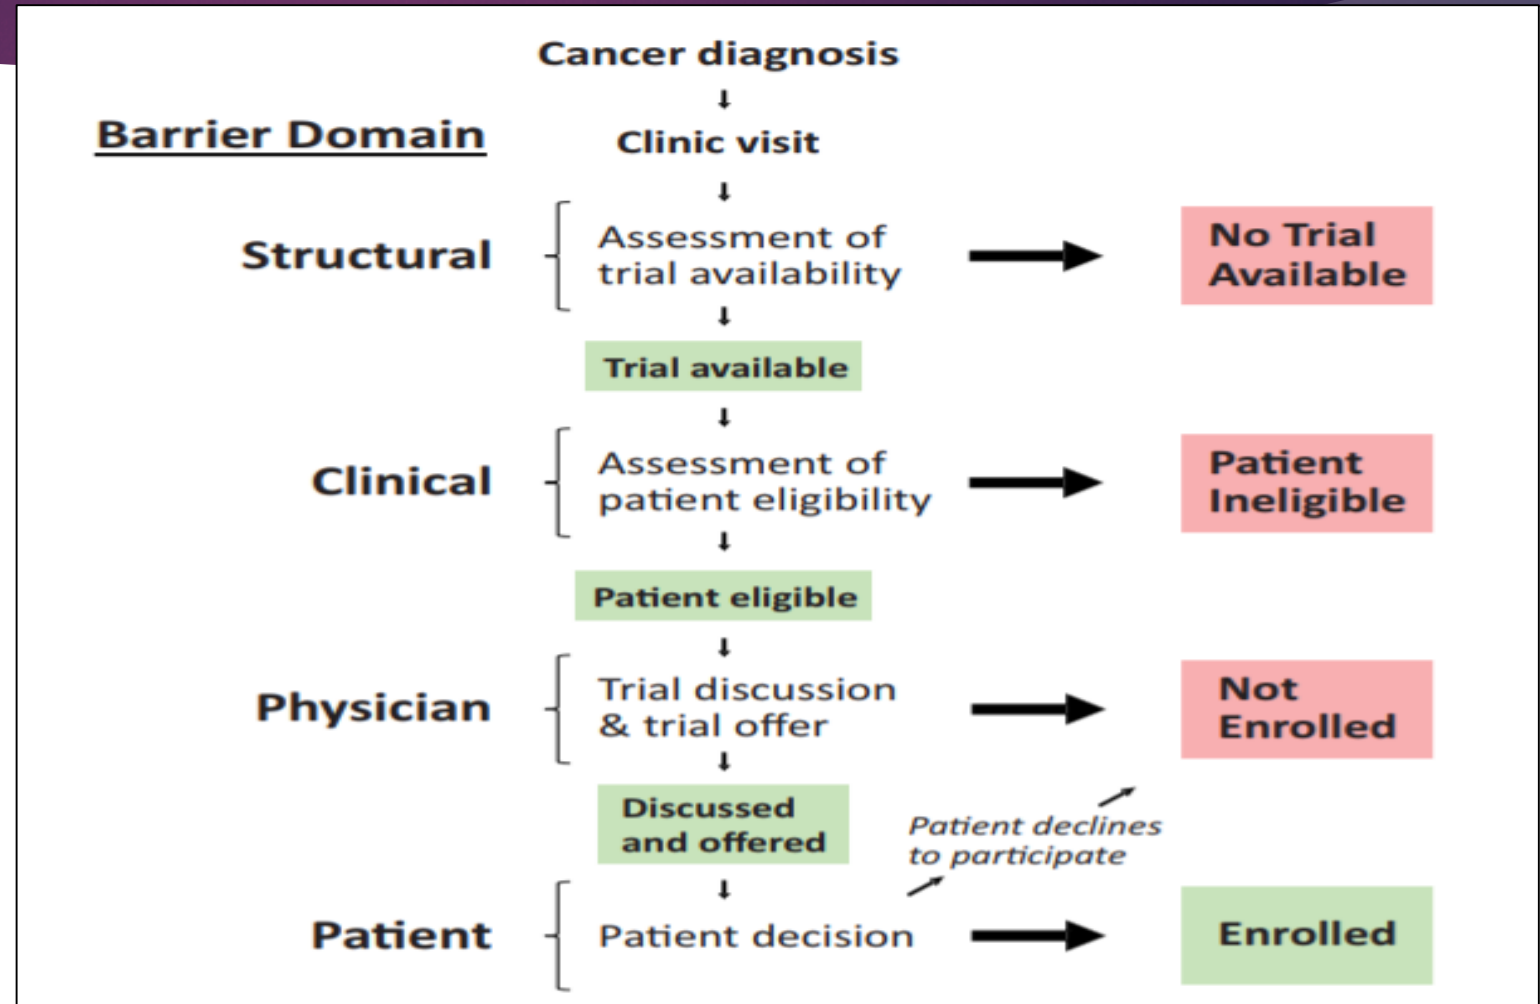 Cancer diagnosis
Barrier Domain
Clinic visit
Structural
Assessment of
trial availability
No Trial
Available
Trial available
Clinical
Assessment of
patient eligibility
Patient
Ineligible
Patient eligible
Physician
Trial discussion
& trial offer
Not
Enrolled
Discussed
and offered
Patient declines
to participate
Patient
Patient decision
Enrolled